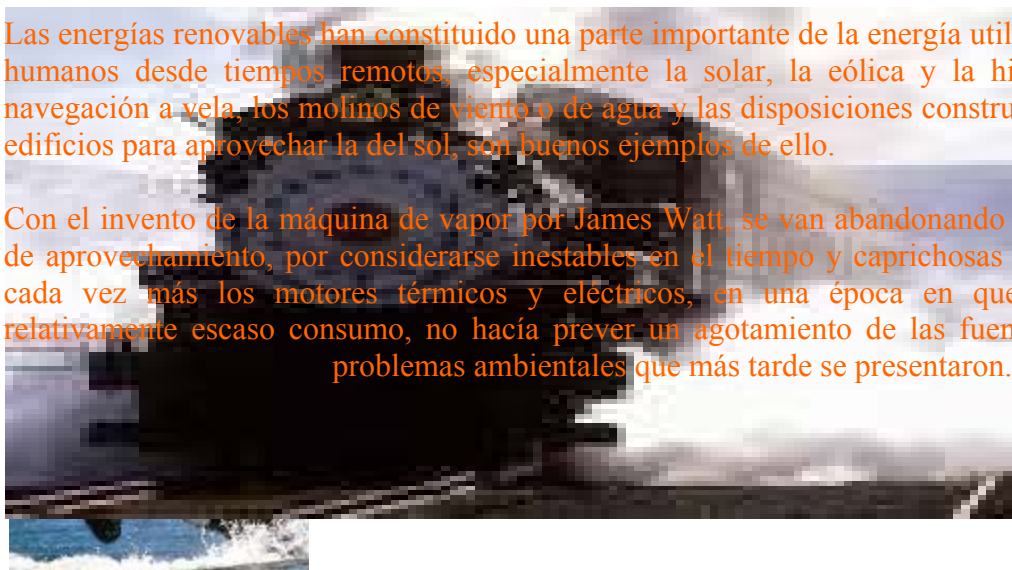 Las energías renovables han constituido una parte importante de la energía util
humanos desde tiempos remotos, especialmente la solar, la eólica y la hi
navegación a vela, los molinos de viento o de agua y las disposiciones constru
edificios para aprovechar la del sol, son buenos ejemplos de ello.
Con el invento de la máquina de vapor por James Watt, se van abandonando
de aprovechamiento, por considerarse inestables en el tiempo y caprichosas
cada vez más los motores térmicos y eléctricos, en una época en que
relativamente escaso consumo, no hacía prever un agotamiento de las fuen
problemas ambientales que más tarde se presentaron.